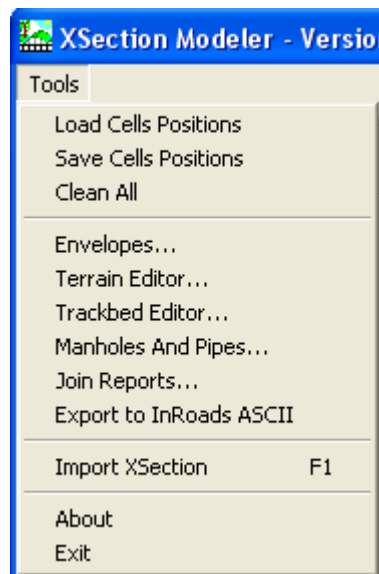 XSection Modeler -
Tools
Load Cells Positions
Save Cells Positions
Clean All
Envelopes...
Terrain Editor...
Trackbed Editor...
Manholes And Pipes...
Join Reports...
Export to InRoads ASCII
Import XSection F1
About
Exit